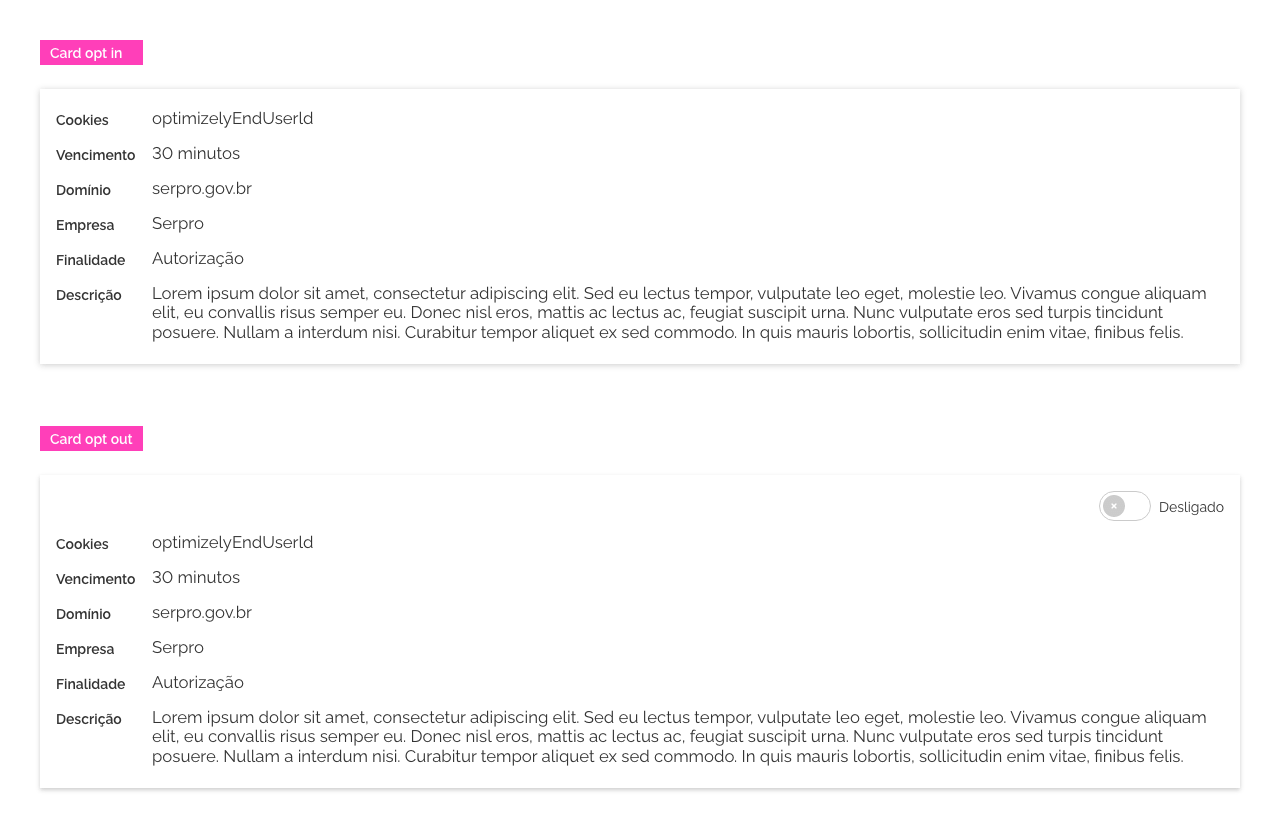 Card opt in
Cookies optimizelyEndUserId
Vencimento 30 minutos
Domínio serpro.gov.br
Empresa Serpro
Finalidade Autorização
Descrição Lorem ipsum dolor sit amet, consectetur adipiscing elit. Sed eu lectus tempor, vulputate leo eget, molestie leo. Vivamus congue aliquam
elit, eu convallis risus semper eu. Donec nisl eros, mattis ac lectus ac, feugiat suscipit urna. Nunc vulputate eros sed turpis tincidunt
posuere. Nullam a interdum nisi. Curabitur tempor aliquet ex sed commodo. In quis mauris lobortis, sollicitudin enim vitae, finibus felis.
Card opt out
Desligado
Cookies optimizelyEndUserId
Vencimento 30 minutos
Domínio serpro.gov.br
Empresa Serpro
Finalidade Autorização
Descrição Lorem ipsum dolor sit amet, consectetur adipiscing elit. Sed eu lectus tempor, vulputate leo eget, molestie leo. Vivamus congue aliquam
elit, eu convallis risus semper eu. Donec nisl eros, mattis ac lectus ac, feugiat suscipit urna. Nunc vulputate eros sed turpis tincidunt
posuere. Nullam a interdum nisi. Curabitur tempor aliquet ex sed commodo. In quis mauris lobortis, sollicitudin enim vitae, finibus felis.